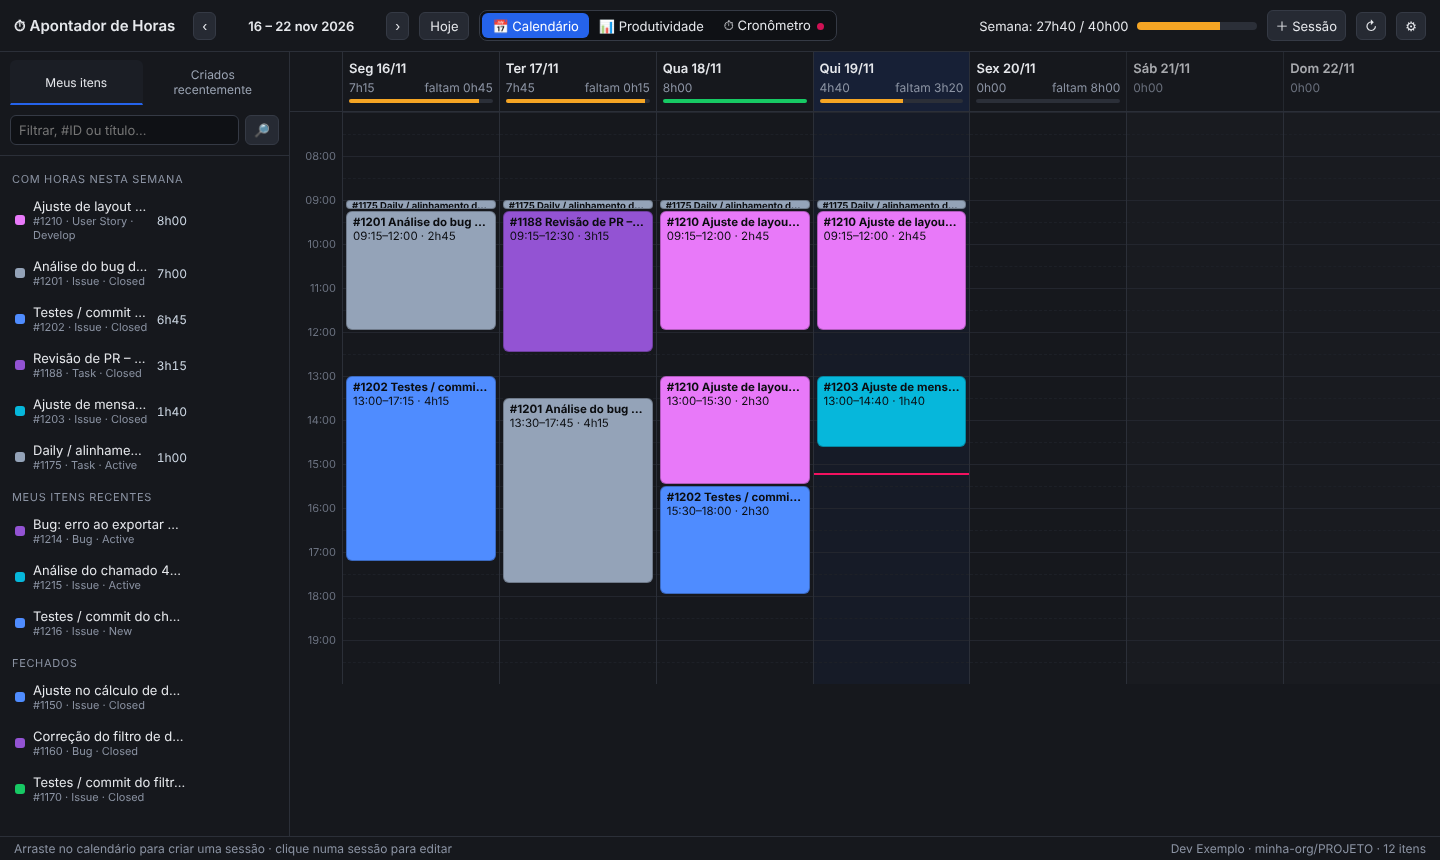 ⏱ Apontador de Horas
‹
16 – 22 nov 2026
›
Hoje
📅 Calendário
📊 Produtividade
⏱ Cronômetro
Semana: 27h40 / 40h00
+ Sessão
↻
⚙
Meus itens
Criados
recentemente
Filtrar, #ID ou título...
🔎
COM HORAS NESTA SEMANA
Ajuste de layout ...
#1210 · User Story ·
Develop
8h00
Análise do bug d...
#1201 · Issue · Closed
7h00
Testes / commit ...
#1202 · Issue · Closed
6h45
Revisão de PR – ...
#1188 · Task · Closed
3h15
Ajuste de mensa...
#1203 · Issue · Closed
1h40
Daily / alinhame...
#1175 · Task · Active
1h00
MEUS ITENS RECENTES
Bug: erro ao exportar ...
#1214 · Bug · Active
Análise do chamado 4...
#1215 · Issue · Active
Testes / commit do ch...
#1216 · Issue · New
FECHADOS
Ajuste no cálculo de d...
#1150 · Issue · Closed
Correção do filtro de d...
#1160 · Bug · Closed
Testes / commit do filtr...
#1170 · Issue · Closed
Seg 16/11
7h15 faltam 0h45
Ter 17/11
7h45 faltam 0h15
Qua 18/11
8h00
Qui 19/11
4h40 faltam 3h20
Sex 20/11
0h00 faltam 8h00
Sáb 21/11
0h00
Dom 22/11
0h00
08:00
09:00
10:00
11:00
12:00
13:00
14:00
15:00
16:00
17:00
18:00
19:00
#1175 Daily / alinhamento d...
#1201 Análise do bug ...
09:15–12:00 · 2h45
#1202 Testes / commi...
13:00–17:15 · 4h15
#1175 Daily / alinhamento d...
#1188 Revisão de PR –...
09:15–12:30 · 3h15
#1201 Análise do bug ...
13:30–17:45 · 4h15
#1175 Daily / alinhamento d...
#1210 Ajuste de layou...
09:15–12:00 · 2h45
#1210 Ajuste de layou...
13:00–15:30 · 2h30
#1202 Testes / commi...
15:30–18:00 · 2h30
#1175 Daily / alinhamento d...
#1210 Ajuste de layou...
09:15–12:00 · 2h45
#1203 Ajuste de mens...
13:00–14:40 · 1h40
Arraste no calendário para criar uma sessão · clique numa sessão para editar
Dev Exemplo · minha-org/PROJETO · 12 itens